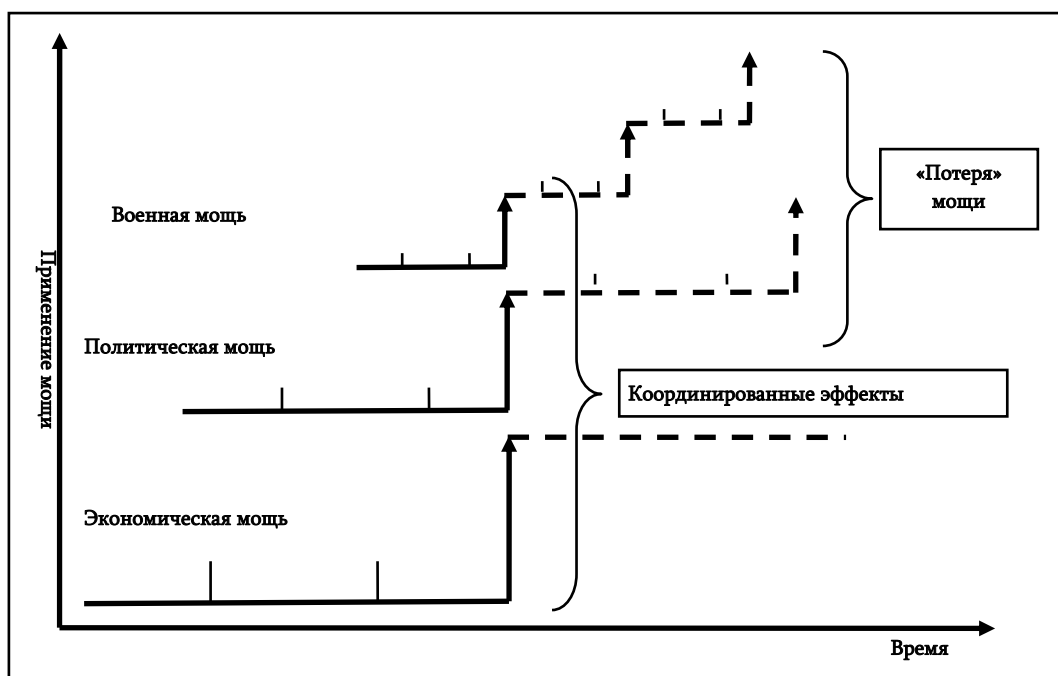 «Потеря»
мощи
Военная мощь
Применение мощи
Политическая мощь
Координированные эффекты
Экономическая мощь
Время